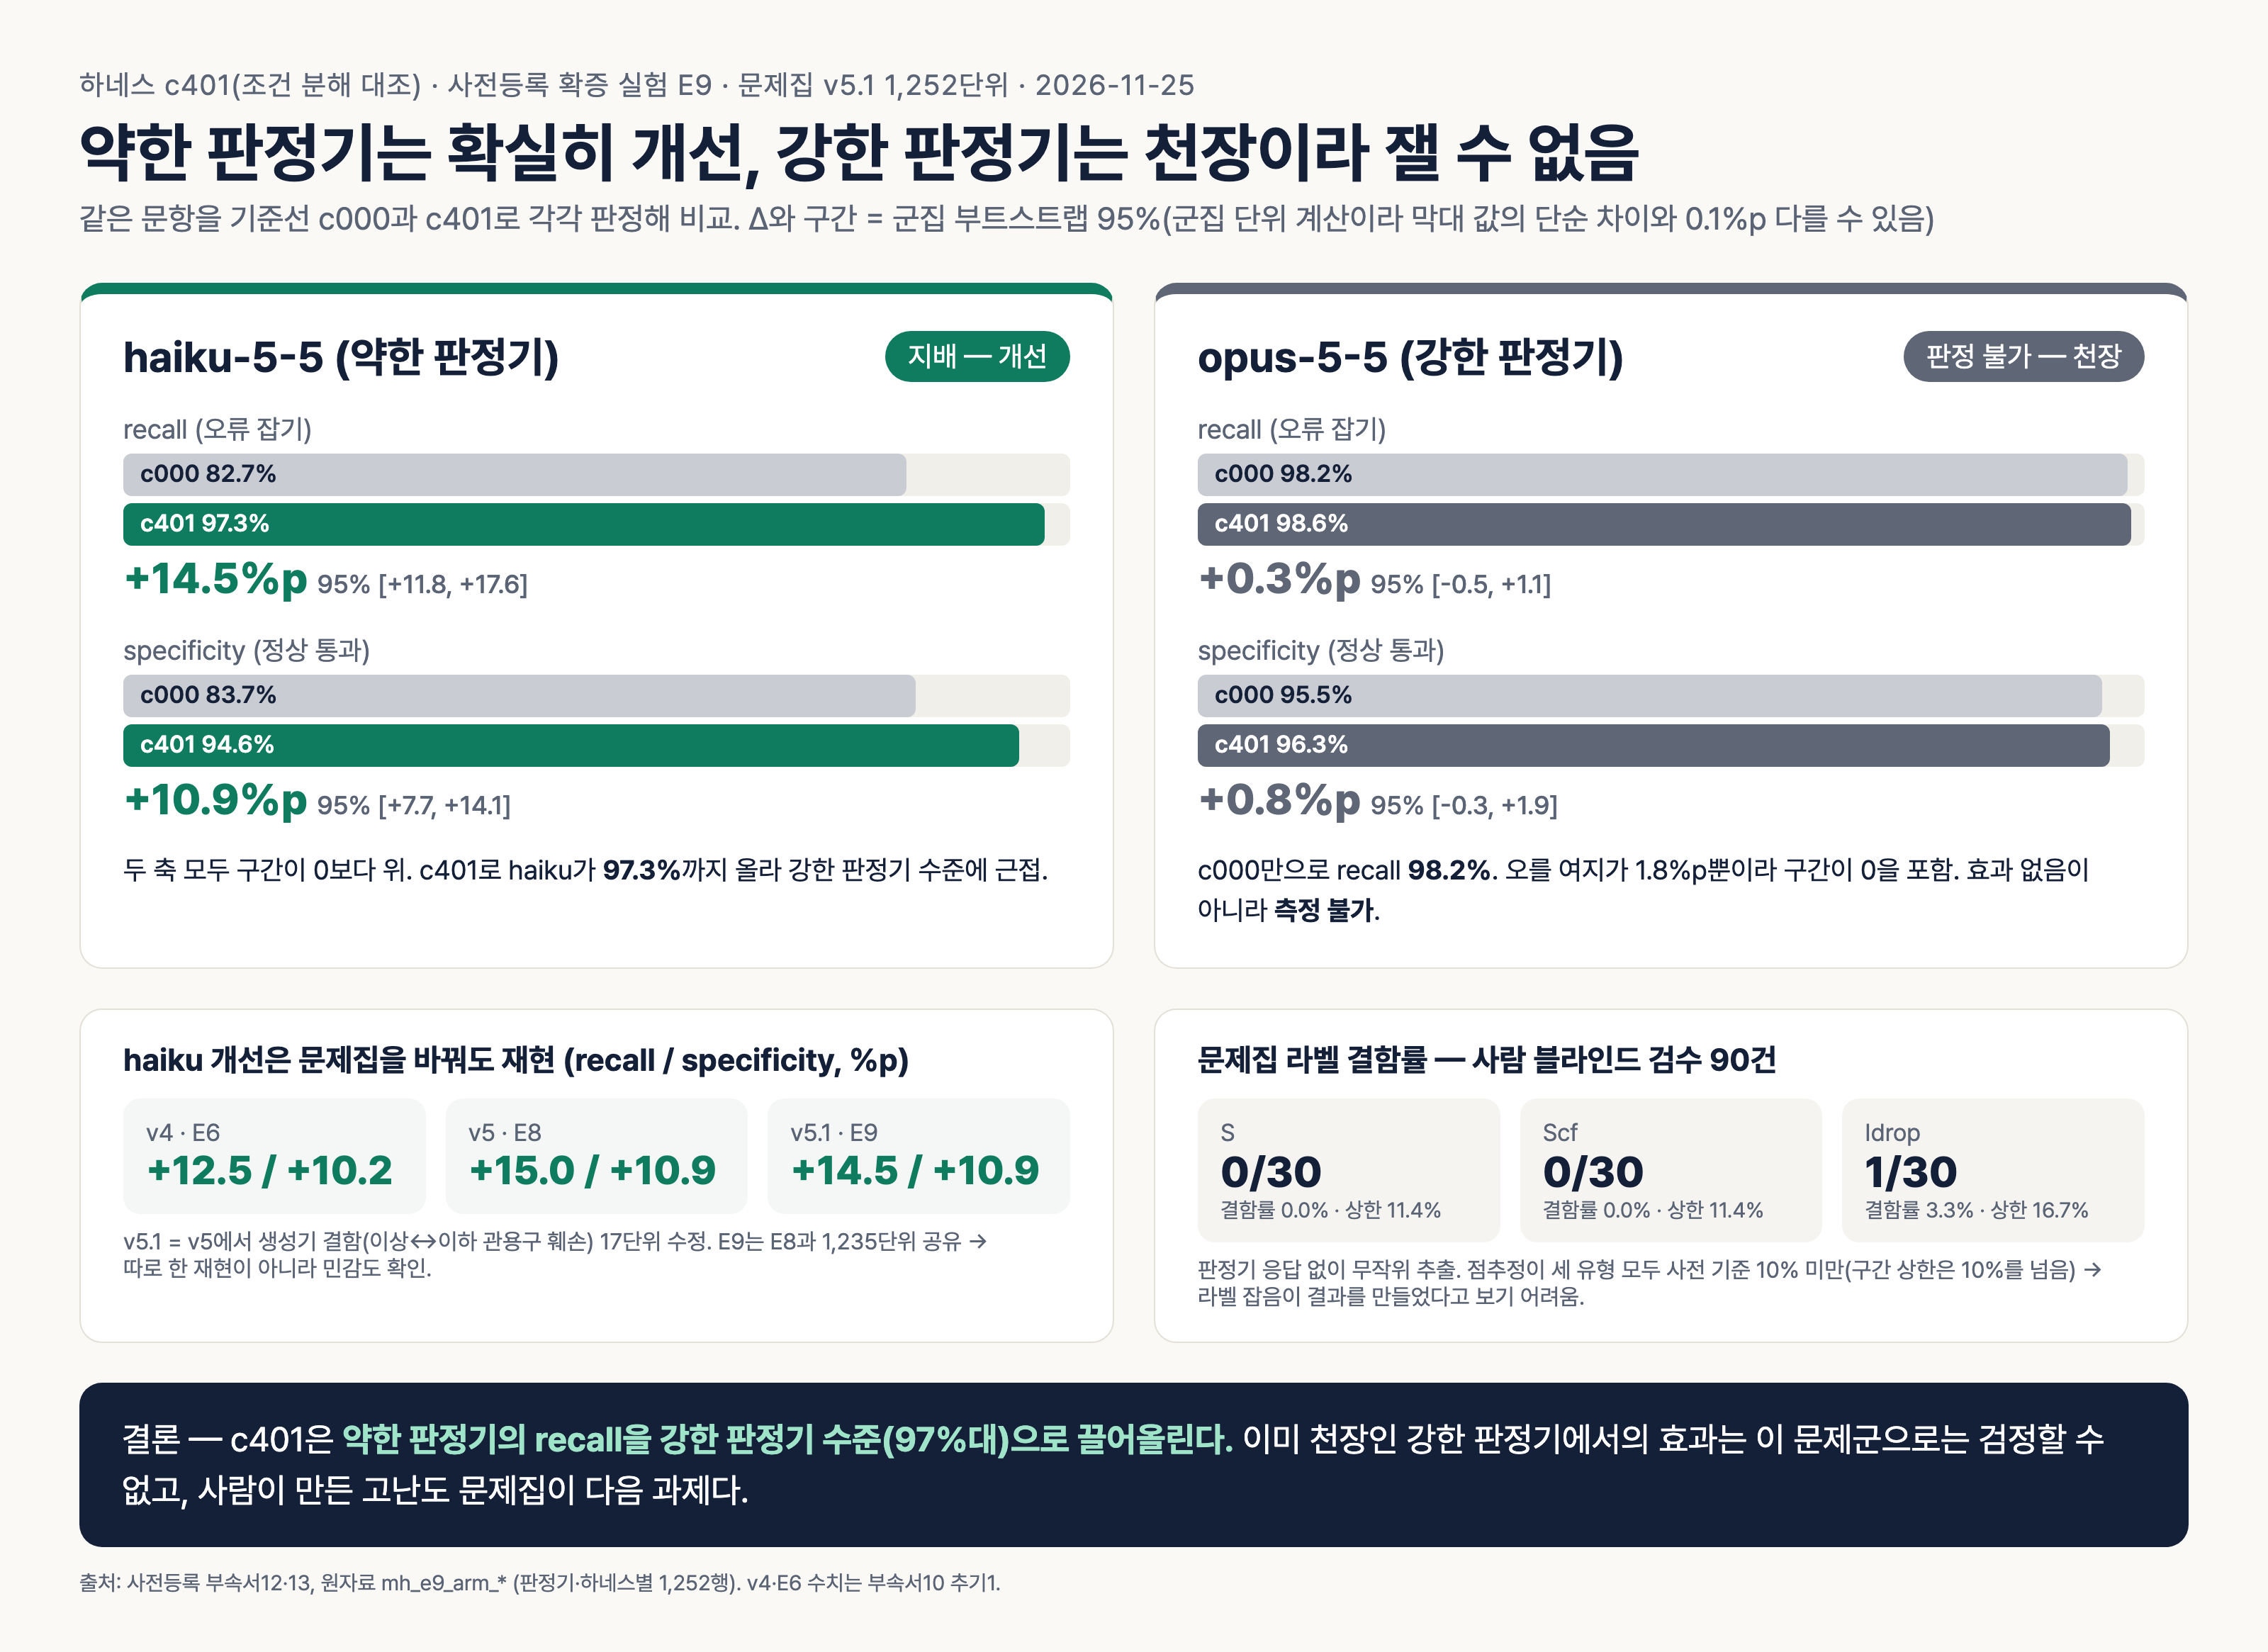 하네스 c401(조건 분해 대조) · 사전등록 확증 실험 E9 · 문제집 v5.1 1,252단위 · 2026-11-25
약한 판정기는 확실히 개선, 강한 판정기는 천장이라 잴 수 없음
같은 문항을 기준선 c000과 c401로 각각 판정해 비교. Δ와 구간 = 군집 부트스트랩 95%(군집 단위 계산이라 막대 값의 단순 차이와 0.1%p 다를 수 있음)
haiku-5-5 (약한 판정기)
지배 — 개선
recall (오류 잡기)
c000 82.7%
c401 97.3%
+14.5%p 95% [+11.8, +17.6]
specificity (정상 통과)
c000 83.7%
c401 94.6%
+10.9%p 95% [+7.7, +14.1]
두 축 모두 구간이 0보다 위. c401로 haiku가 97.3%까지 올라 강한 판정기 수준에 근접.
opus-5-5 (강한 판정기)
판정 불가 — 천장
recall (오류 잡기)
c000 98.2%
c401 98.6%
+0.3%p 95% [-0.5, +1.1]
specificity (정상 통과)
c000 95.5%
c401 96.3%
+0.8%p 95% [-0.3, +1.9]
c000만으로 recall 98.2%. 오를 여지가 1.8%p뿐이라 구간이 0을 포함. 효과 없음이
아니라 측정 불가.
haiku 개선은 문제집을 바꿔도 재현 (recall / specificity, %p)
v4 · E6
+12.5 / +10.2
v5 · E8
+15.0 / +10.9
v5.1 · E9
+14.5 / +10.9
v5.1 = v5에서 생성기 결함(이상↔이하 관용구 훼손) 17단위 수정. E9는 E8과 1,235단위 공유 →
따로 한 재현이 아니라 민감도 확인.
문제집 라벨 결함률 — 사람 블라인드 검수 90건
S
0/30
결함률 0.0% · 상한 11.4%
Scf
0/30
결함률 0.0% · 상한 11.4%
Idrop
1/30
결함률 3.3% · 상한 16.7%
판정기 응답 없이 무작위 추출. 점추정이 세 유형 모두 사전 기준 10% 미만(구간 상한은 10%를 넘음) →
라벨 잡음이 결과를 만들었다고 보기 어려움.
결론 — c401은 약한 판정기의 recall을 강한 판정기 수준(97%대)으로 끌어올린다. 이미 천장인 강한 판정기에서의 효과는 이 문제군으로는 검정할 수
없고, 사람이 만든 고난도 문제집이 다음 과제다.
출처: 사전등록 부속서12·13, 원자료 mh_e9_arm_* (판정기·하네스별 1,252행). v4·E6 수치는 부속서10 추기1.